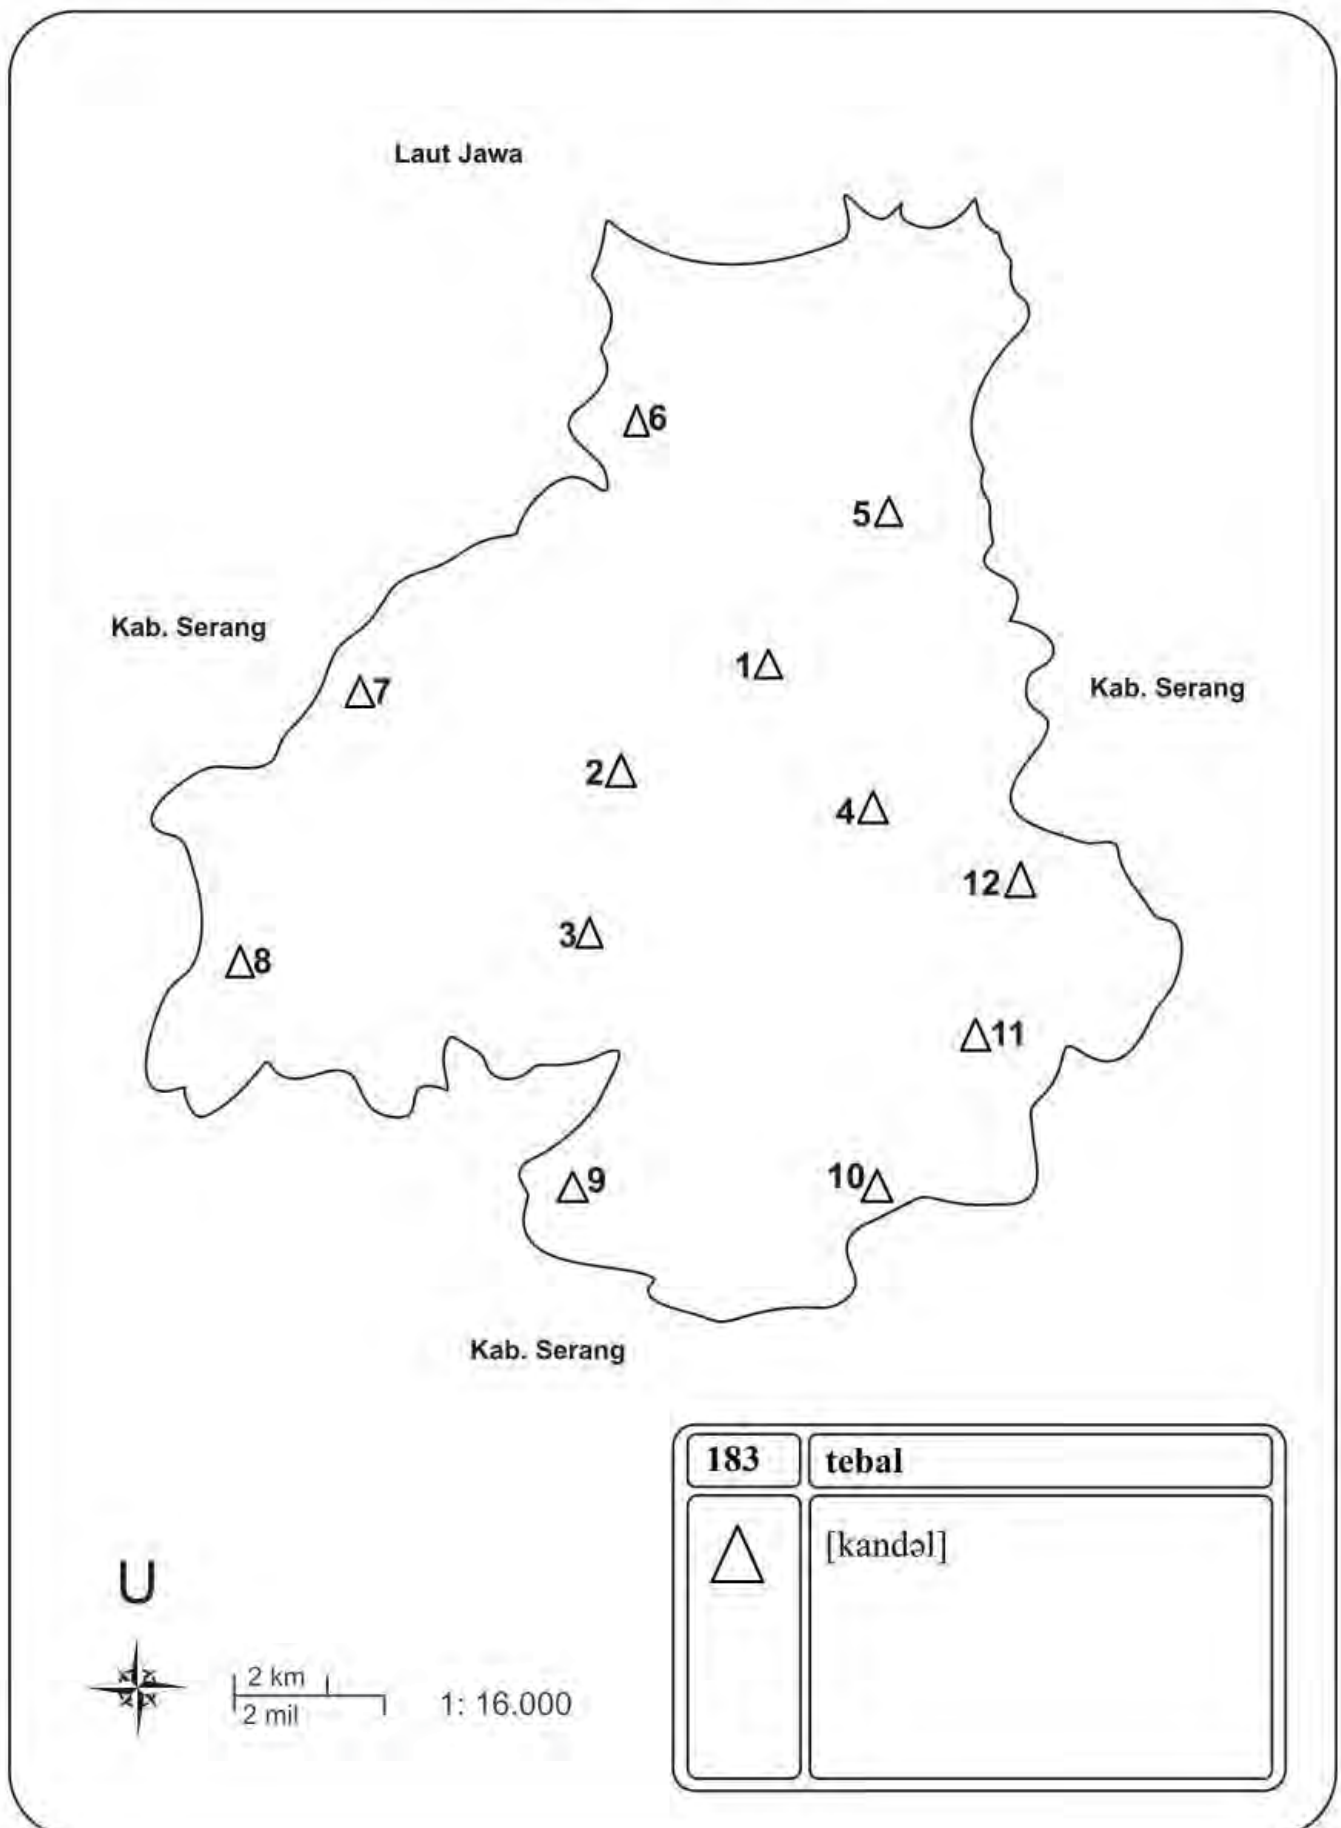 Laut Jawa
6
5
Kab. Serang
1
Kab. Serang
7
2
4
12
3
8
11
9
10
Kab. Serang
183 tebal
[kandəl]
U
2 km
2 mil
1: 16.000